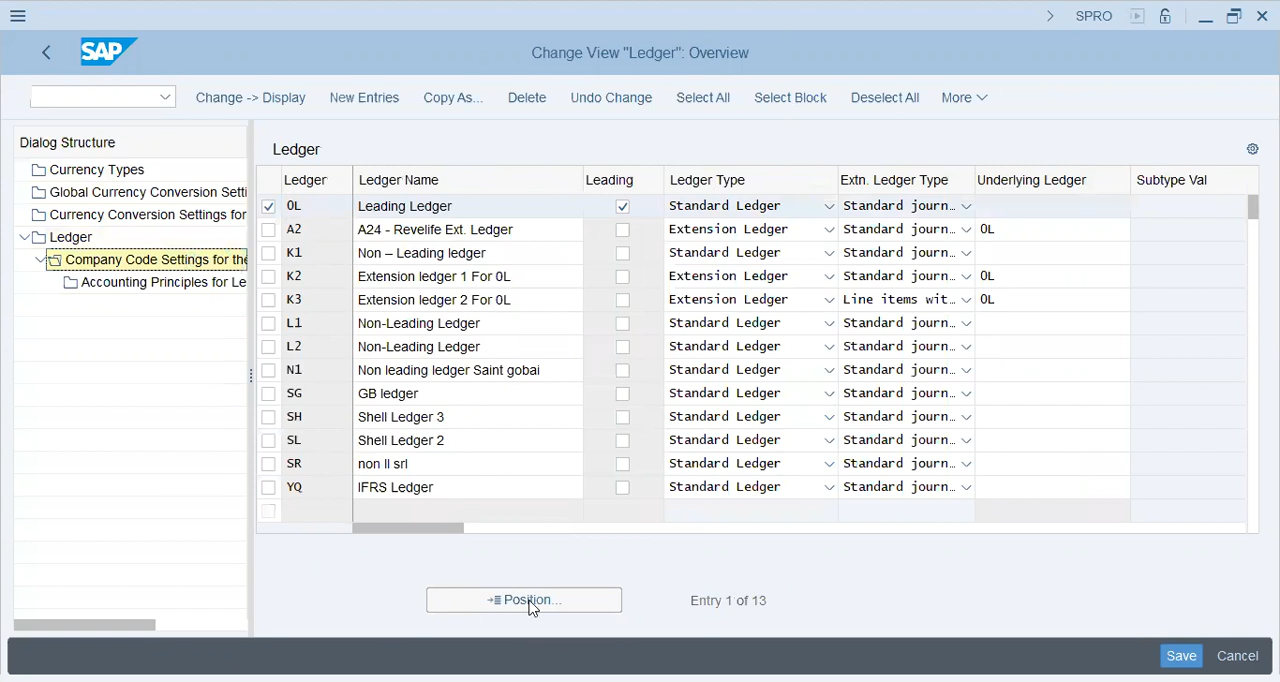 SPRO
SAP
Change View "Ledger": Overview
Change -> Display New Entries Copy As... Delete Undo Change Select All Select Block Deselect All More
Dialog Structure
Currency Types
Global Currency Conversion Setti
Currency Conversion Settings for
Ledger
Company Code Settings for the
Accounting Principles for Le
Ledger
Ledger Ledger Name Leading Ledger Type Extn. Ledger Type Underlying Ledger Subtype Val
0L Leading Ledger Standard Ledger Standard journ…
A2 A24 - Revelife Ext. Ledger Extension Ledger Standard journ… 0L
K1 Non – Leading ledger Standard Ledger Standard journ…
K2 Extension ledger 1 For 0L Extension Ledger Standard journ… 0L
K3 Extension ledger 2 For 0L Extension Ledger Line items wit… 0L
L1 Non-Leading Ledger Standard Ledger Standard journ…
L2 Non-Leading Ledger Standard Ledger Standard journ…
N1 Non leading ledger Saint gobai Standard Ledger Standard journ…
SG GB ledger Standard Ledger Standard journ…
SH Shell Ledger 3 Standard Ledger Standard journ…
SL Shell Ledger 2 Standard Ledger Standard journ…
SR non ll srl Standard Ledger Standard journ…
YQ IFRS Ledger Standard Ledger Standard journ…
Position... Entry 1 of 13
Save Cancel